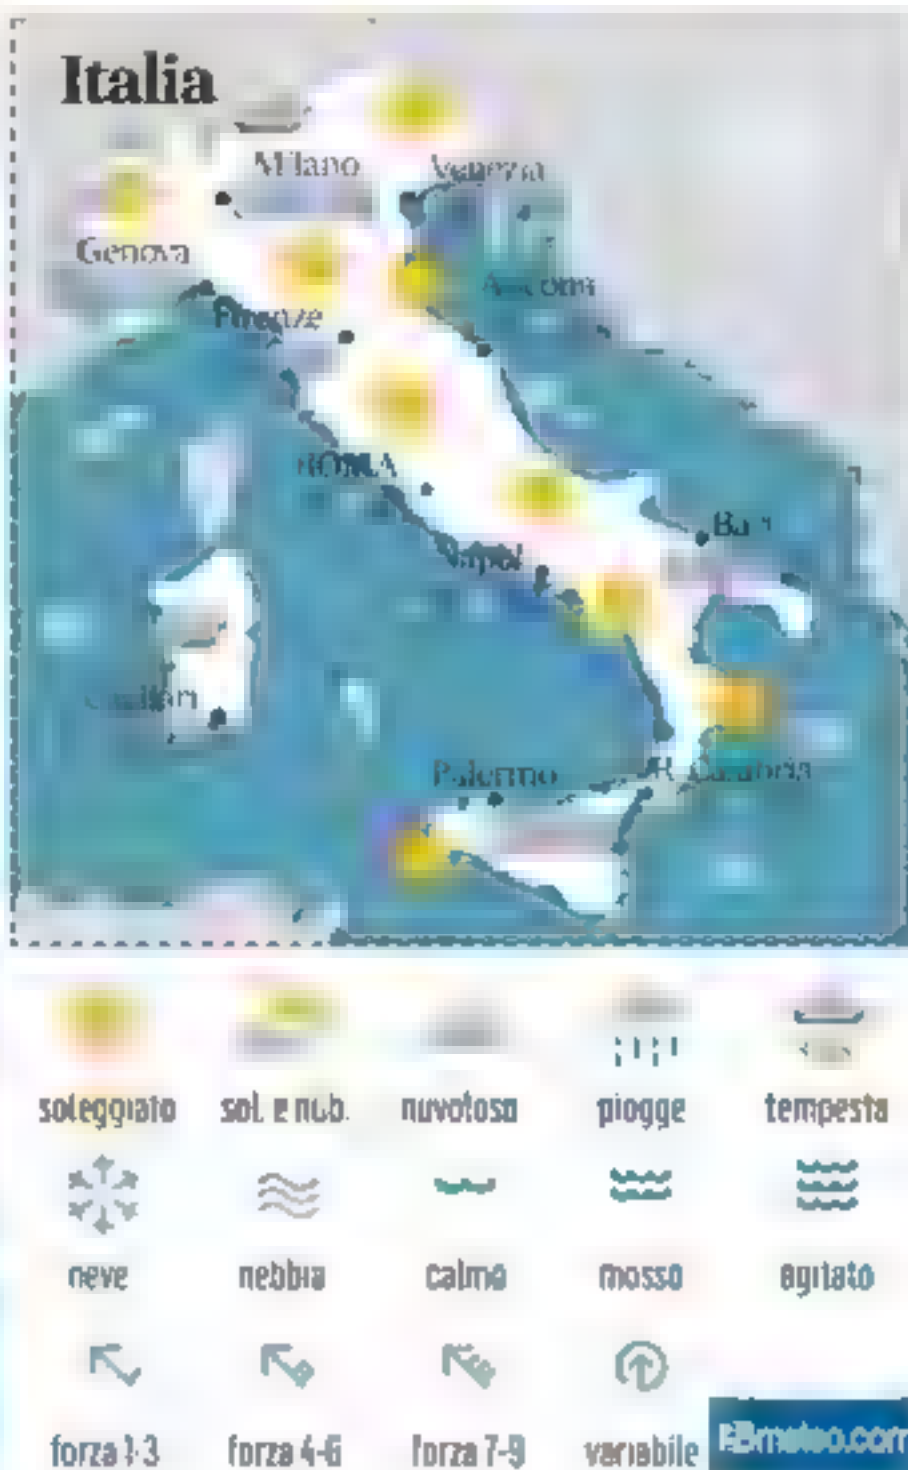 Italia
Milano
Venezia
Genova
Ancona
Firenze
ROMA
Bari
Napoli
Cagliari
Palermo
R. Calabria
soleggiato sol. e nub. nuvoloso piogge tempesta
neve nebbia calmo mosso agitato
forza 1-3 forza 4-6 forza 7-9 variabile
3Bmeteo.com